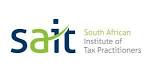 sait
South African
Institute of
Tax Practitioners